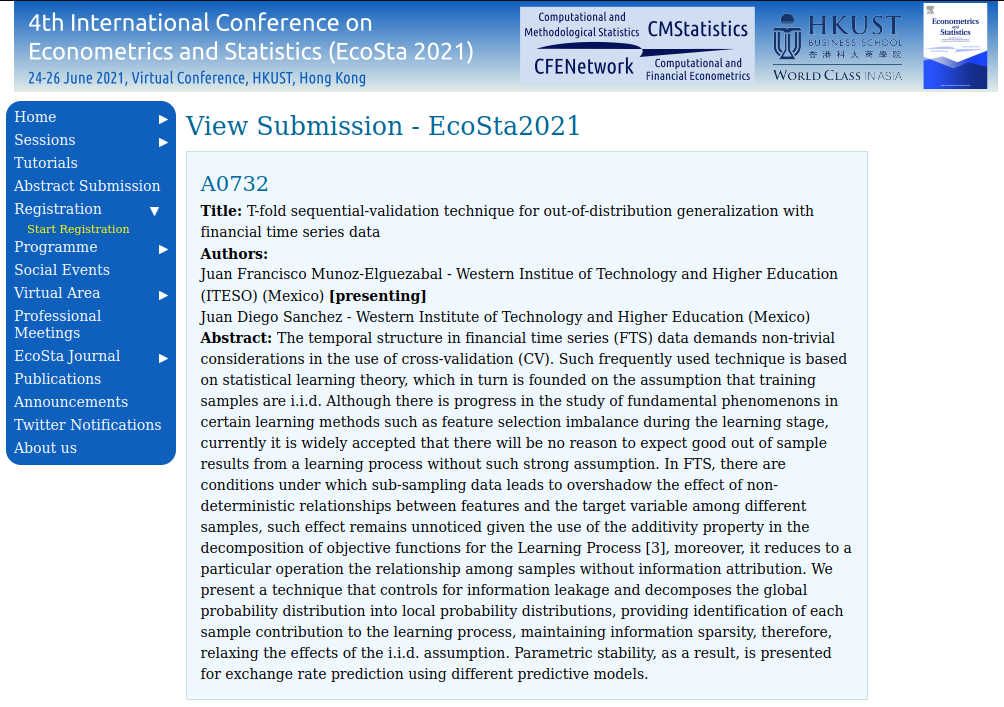 4th International Conference on
Econometrics and Statistics (EcoSta 2021)
24-26 June 2021, Virtual Conference, HKUST, Hong Kong
Computational and
Methodological Statistics
CMStatistics
CFENetwork
Computational and
Financial Econometrics
HKUST
BUSINESS SCHOOL
香港科大商學院
WORLD CLASS IN ASIA
Econometrics
and
Statistics
Home
Sessions
Tutorials
Abstract Submission
Registration
Start Registration
Programme
Social Events
Virtual Area
Professional
Meetings
EcoSta Journal
Publications
Announcements
Twitter Notifications
About us
View Submission - EcoSta2021
A0732
Title: T-fold sequential-validation technique for out-of-distribution generalization with
financial time series data
Authors:
Juan Francisco Munoz-Elguezabal - Western Institue of Technology and Higher Education
(ITESO) (Mexico) [presenting]
Juan Diego Sanchez - Western Institute of Technology and Higher Education (Mexico)
Abstract: The temporal structure in financial time series (FTS) data demands non-trivial
considerations in the use of cross-validation (CV). Such frequently used technique is based
on statistical learning theory, which in turn is founded on the assumption that training
samples are i.i.d. Although there is progress in the study of fundamental phenomenons in
certain learning methods such as feature selection imbalance during the learning stage,
currently it is widely accepted that there will be no reason to expect good out of sample
results from a learning process without such strong assumption. In FTS, there are
conditions under which sub-sampling data leads to overshadow the effect of non-
deterministic relationships between features and the target variable among different
samples, such effect remains unnoticed given the use of the additivity property in the
decomposition of objective functions for the Learning Process [3], moreover, it reduces to a
particular operation the relationship among samples without information attribution. We
present a technique that controls for information leakage and decomposes the global
probability distribution into local probability distributions, providing identification of each
sample contribution to the learning process, maintaining information sparsity, therefore,
relaxing the effects of the i.i.d. assumption. Parametric stability, as a result, is presented
for exchange rate prediction using different predictive models.